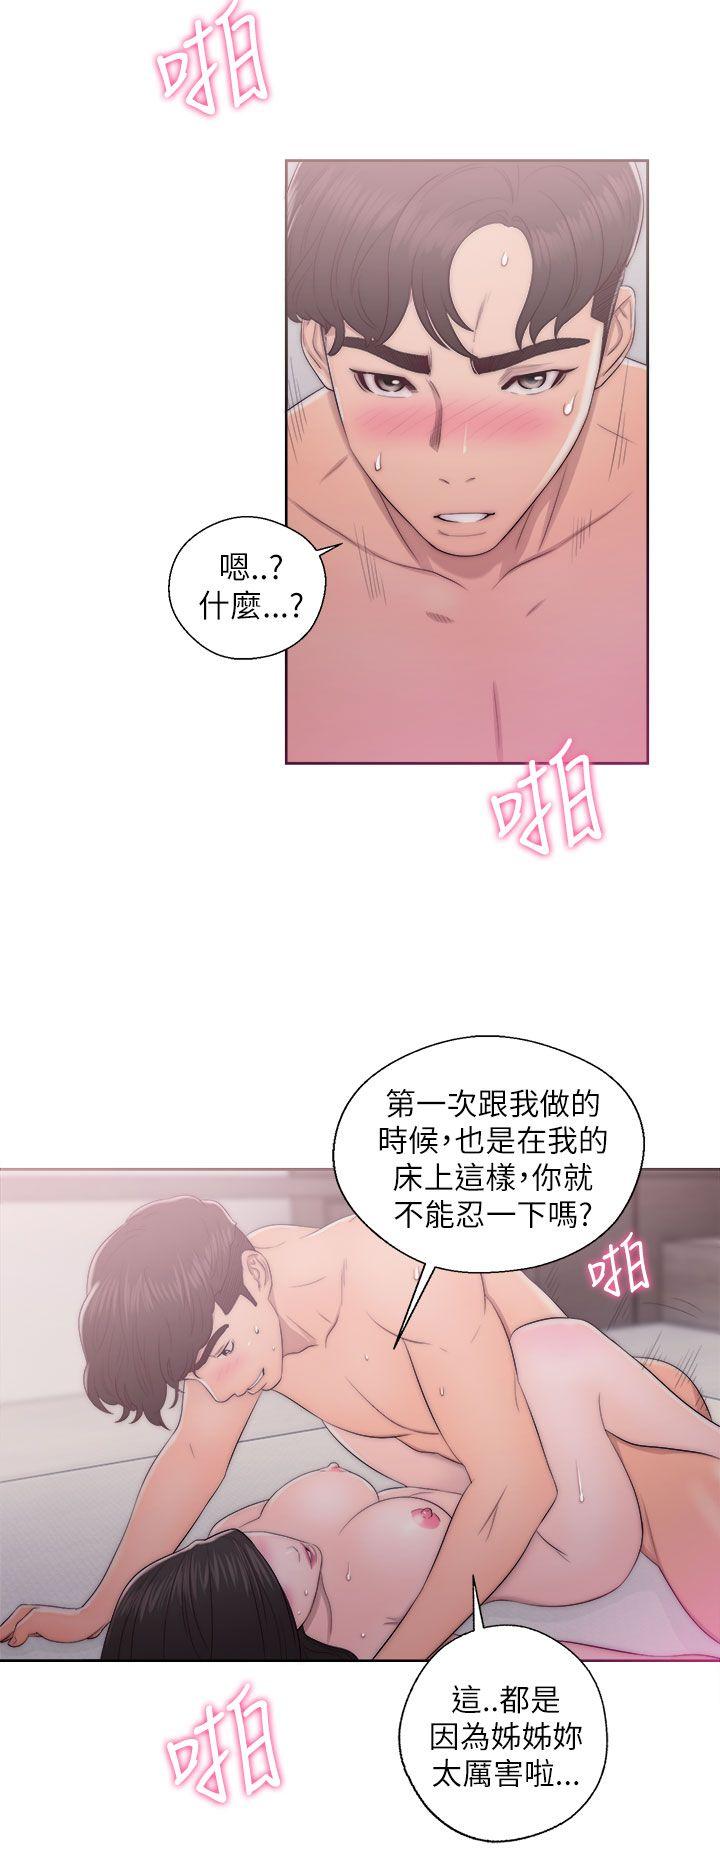 啪
嗯..?
什麼...?
啪
第一次跟我做的
時候，也是在我的
床上這樣，你就
不能忍一下嗎?
啪
這..都是
因為姊姊妳
太厲害啦...
啪